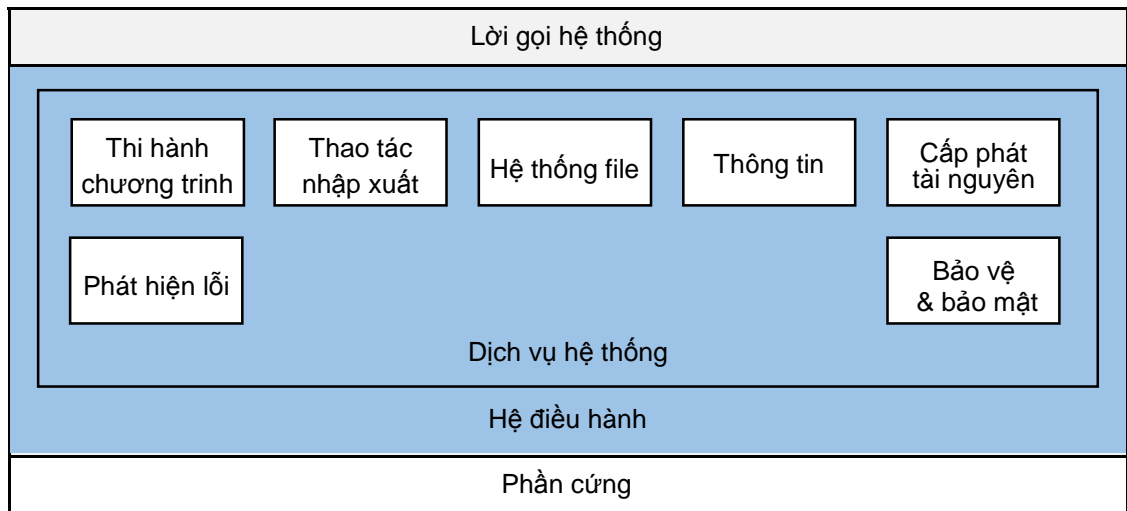 Lời gọi hệ thống
Thi hành
chương trinh
Thao tác
nhập xuất
Hệ thống file
Thông tin
Cấp phát
tài nguyên
Phát hiện lỗi
Bảo vệ
& bảo mật
Dịch vụ hệ thống
Hệ điều hành
Phần cứng